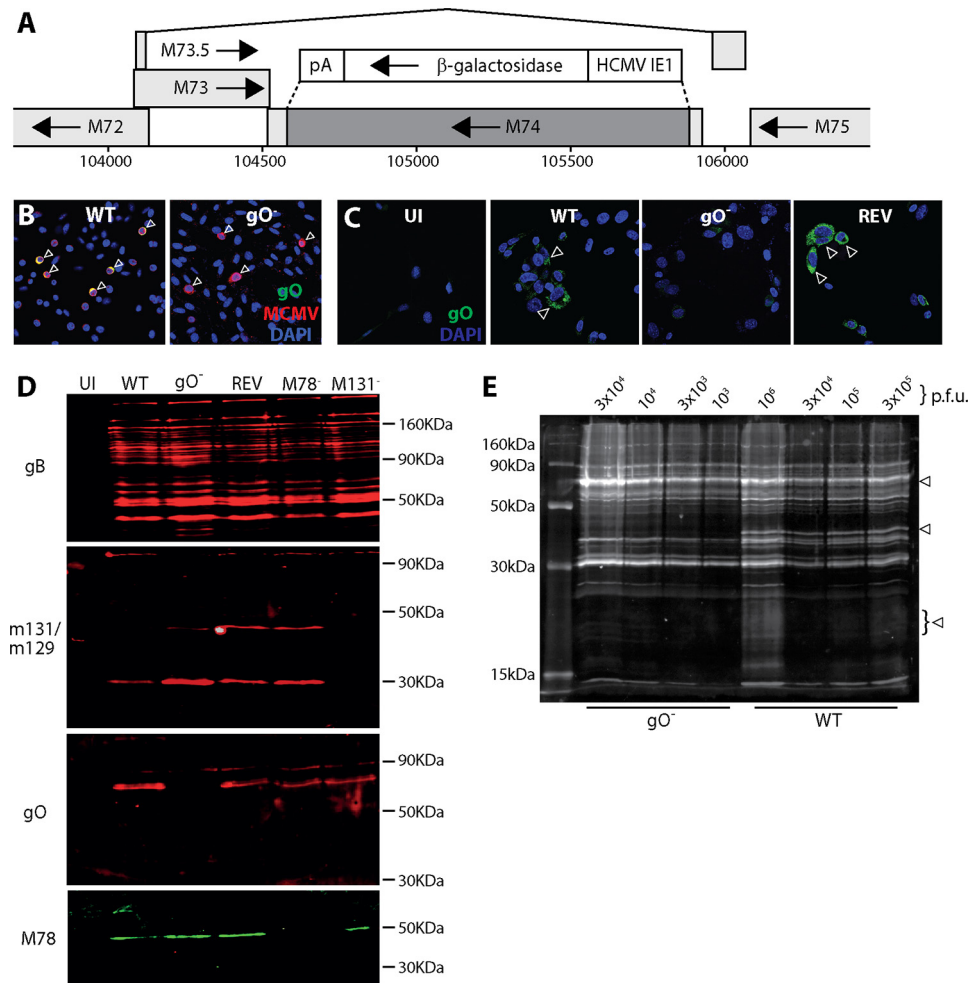 A
M73.5
M73
pA
β-galactosidase
HCMV IE1
M72
M74
M75
104000
104500
105000
105500
106000
B
WT
gO⁻
gO
MCMV
DAPI
C
UI
WT
gO⁻
REV
gO
DAPI
D
UI WT gO⁻ REV M78⁻ M131⁻
gB
160KDa
90KDa
50KDa
m131/
m129
90KDa
50KDa
30KDa
gO
90KDa
50KDa
30KDa
M78
50KDa
30KDa
E
3x10⁴ 10⁴ 3x10³ 10³ 10⁶ 3x10⁴ 10⁵ 3x10⁵ } p.f.u.
160kDa
90kDa
50kDa
30kDa
15kDa
gO⁻
WT